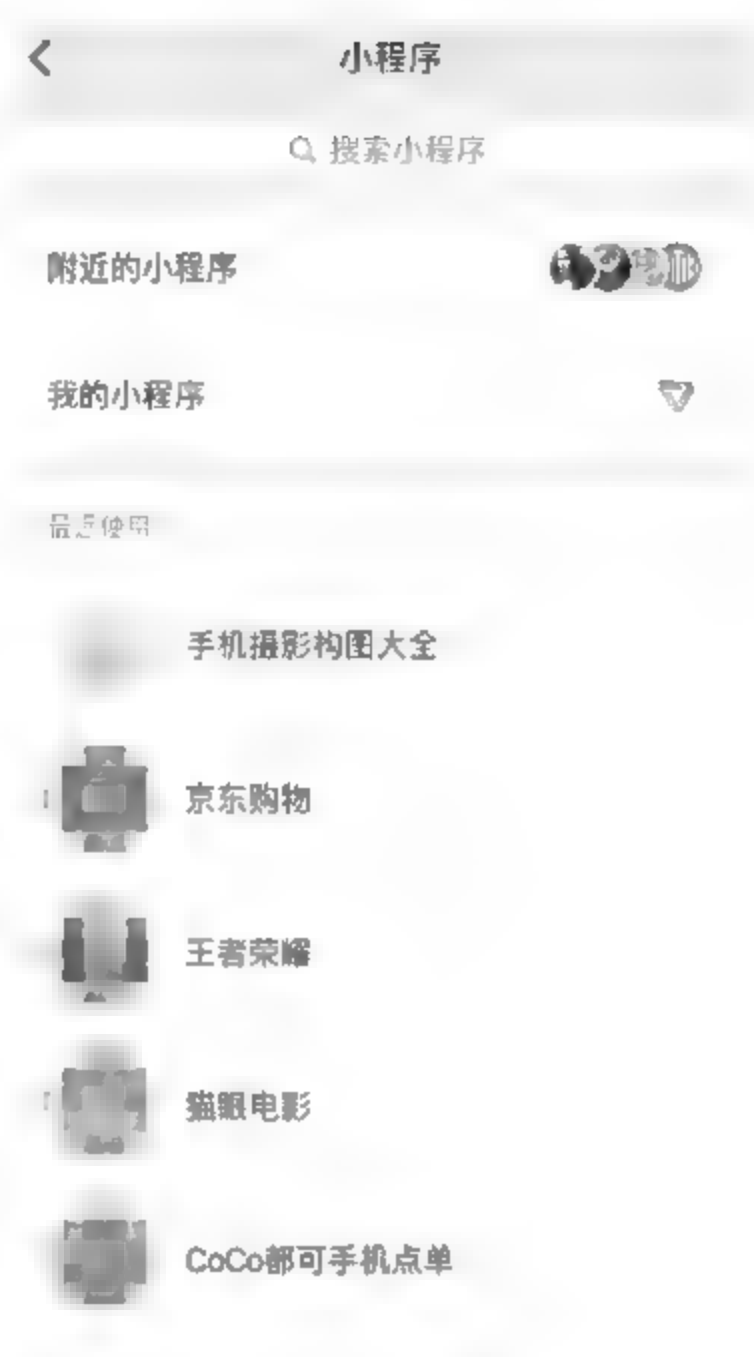 小程序
搜索小程序
附近的小程序
我的小程序
最近使用
手机摄影构图大全
京东购物
王者荣耀
猫眼电影
CoCo都可手机点单